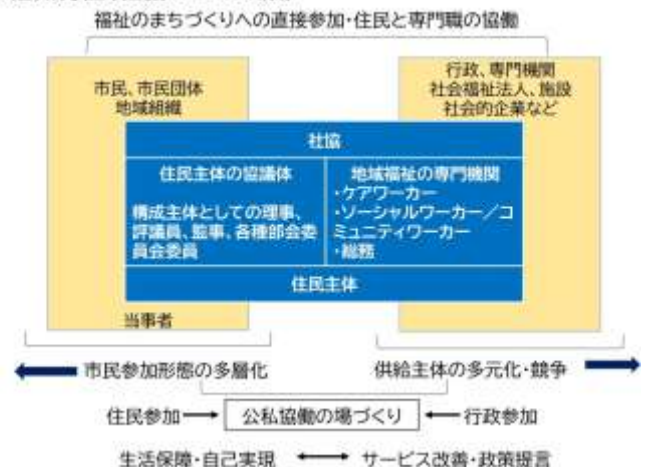 福祉のまちづくりへの直接参加・住民と専門職の協働
市民、市民団体
地域組織
行政、専門機関
社会福祉法人、施設
社会的企業など
社協
住民主体の協議体
構成主体としての理事、
評議員、監事、各種部会委
員会委員
地域福祉の専門機関
・ケアワーカー
・ソーシャルワーカー／コ
ミュニティワーカー
・総務
住民主体
当事者
市民参加形態の多層化
供給主体の多元化・競争
住民参加
公私協働の場づくり
行政参加
生活保障・自己実現
サービス改善・政策提言